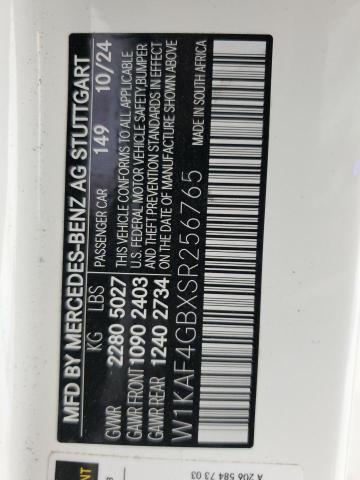 MFD BY MERCEDES-BENZ AG STUTTGART
KG LBS PASSENGER CAR 149 10/24
GVWR 2280 5027
GAWR FRONT 1090 2403
GAWR REAR 1240 2734
THIS VEHICLE CONFORMS TO ALL APPLICABLE
U.S. FEDERAL MOTOR VEHICLE SAFETY,BUMPER
AND THEFT PREVENTION STANDARDS IN EFFECT
ON THE DATE OF MANUFACTURE SHOWN ABOVE
W1KAF4GBXSR256765
MADE IN SOUTH AFRICA
A 206 584 73 03